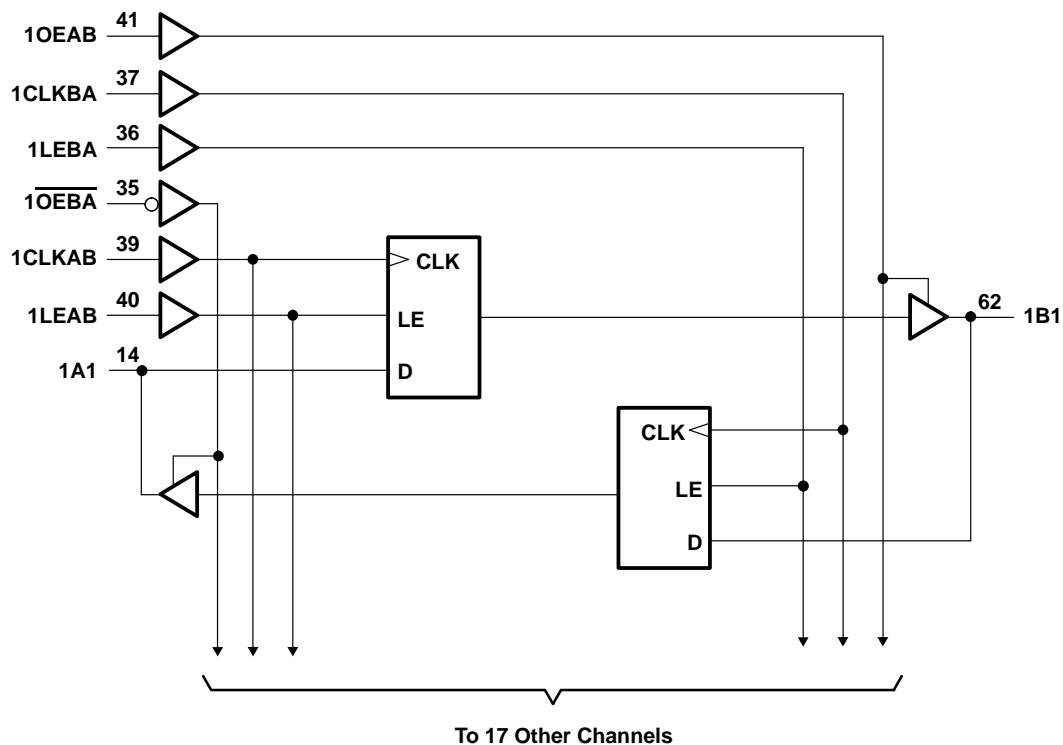 1OEAB 41
1CLKBA 37
1LEBA 36
1O̅E̅B̅A̅ 35
1CLKAB 39
1LEAB 40
1A1 14
CLK
LE
D
62 1B1
CLK
LE
D
To 17 Other Channels